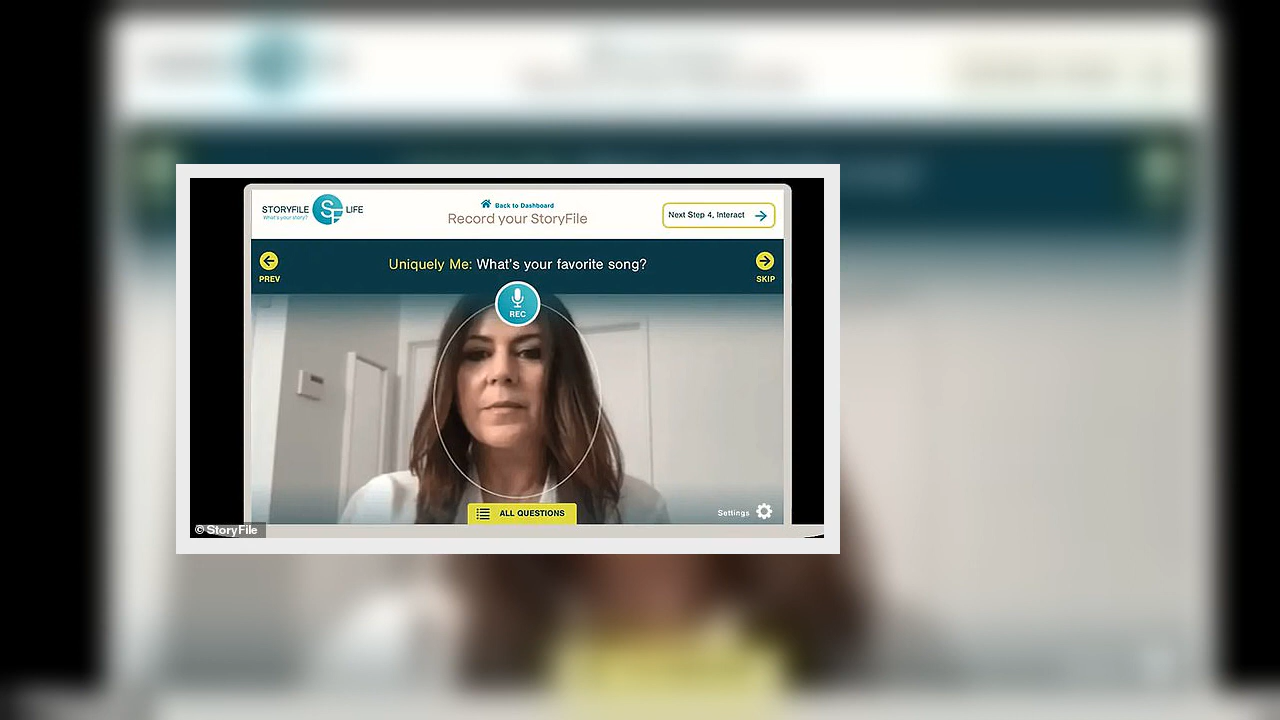 STORYFILE
What's your story?
SF
LIFE
Back to Dashboard
Record your StoryFile
Next Step 4, Interact
PREV
Uniquely Me: What's your favorite song?
SKIP
REC
ALL QUESTIONS
Settings
© StoryFile